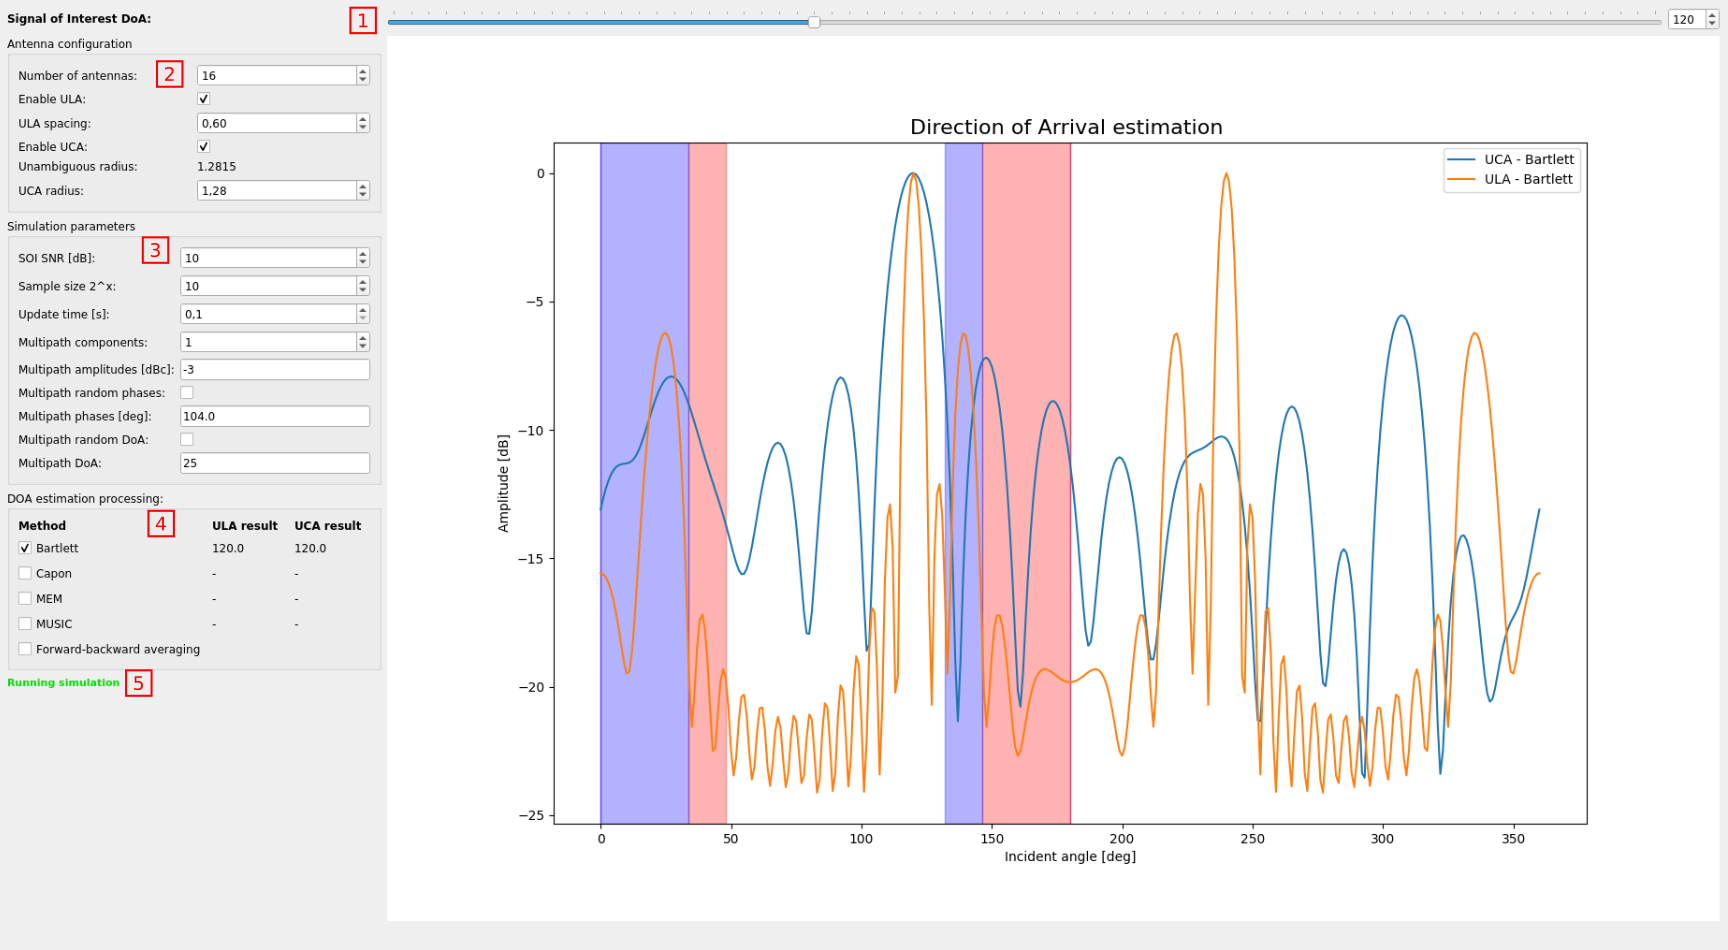 Signal of Interest DoA:
1
120
Antenna configuration
Number of antennas: 2 16
Enable ULA:
ULA spacing: 0,60
Enable UCA:
Unambiguous radius: 1.2815
UCA radius: 1,28
Simulation parameters
3
SOI SNR [dB]: 10
Sample size 2^x: 10
Update time [s]: 0,1
Multipath components: 1
Multipath amplitudes [dBc]: -3
Multipath random phases:
Multipath phases [deg]: 104.0
Multipath random DoA:
Multipath DoA: 25
DOA estimation processing:
Method 4 ULA result UCA result
Bartlett 120.0 120.0
Capon - -
MEM - -
MUSIC - -
Forward-backward averaging
Running simulation 5
Direction of Arrival estimation
UCA - Bartlett
ULA - Bartlett
Amplitude [dB]
0
−5
−10
−15
−20
−25
0 50 100 150 200 250 300 350
Incident angle [deg]